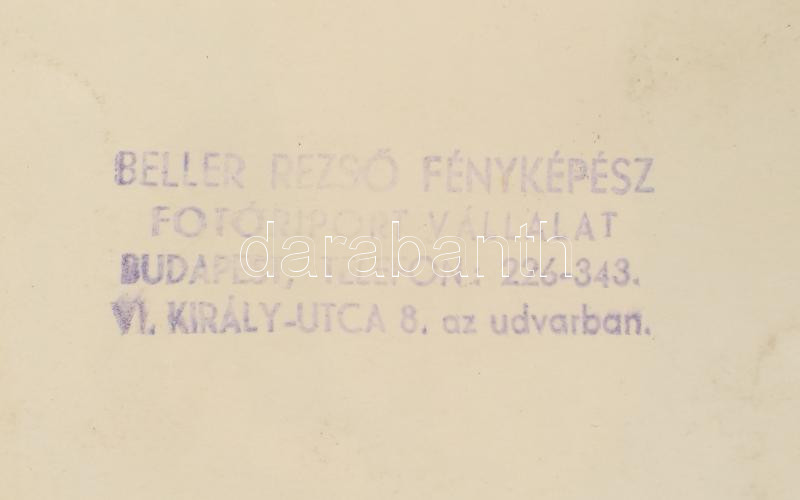 BELLER REZSŐ FÉNYKÉPÉSZ
FOTÓRIPORT VÁLLALAT
darabanth
BUDAPEST, TELEFON: 226-343.
VI. KIRÁLY-UTCA 8. az udvarban.